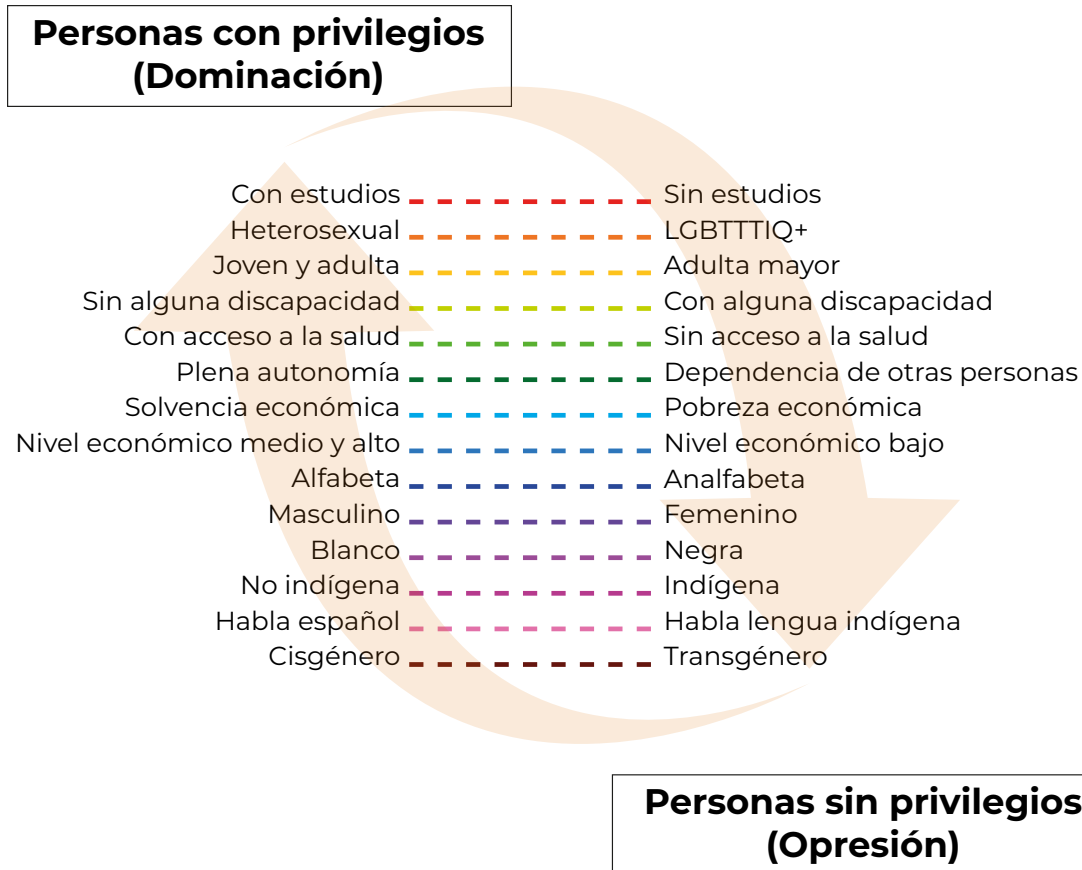 Personas con privilegios
(Dominación)
Con estudios Sin estudios
Heterosexual LGBTTTIQ+
Joven y adulta Adulta mayor
Sin alguna discapacidad Con alguna discapacidad
Con acceso a la salud Sin acceso a la salud
Plena autonomía Dependencia de otras personas
Solvencia económica Pobreza económica
Nivel económico medio y alto Nivel económico bajo
Alfabeta Analfabeta
Masculino Femenino
Blanco Negra
No indígena Indígena
Habla español Habla lengua indígena
Cisgénero Transgénero
Personas sin privilegios
(Opresión)